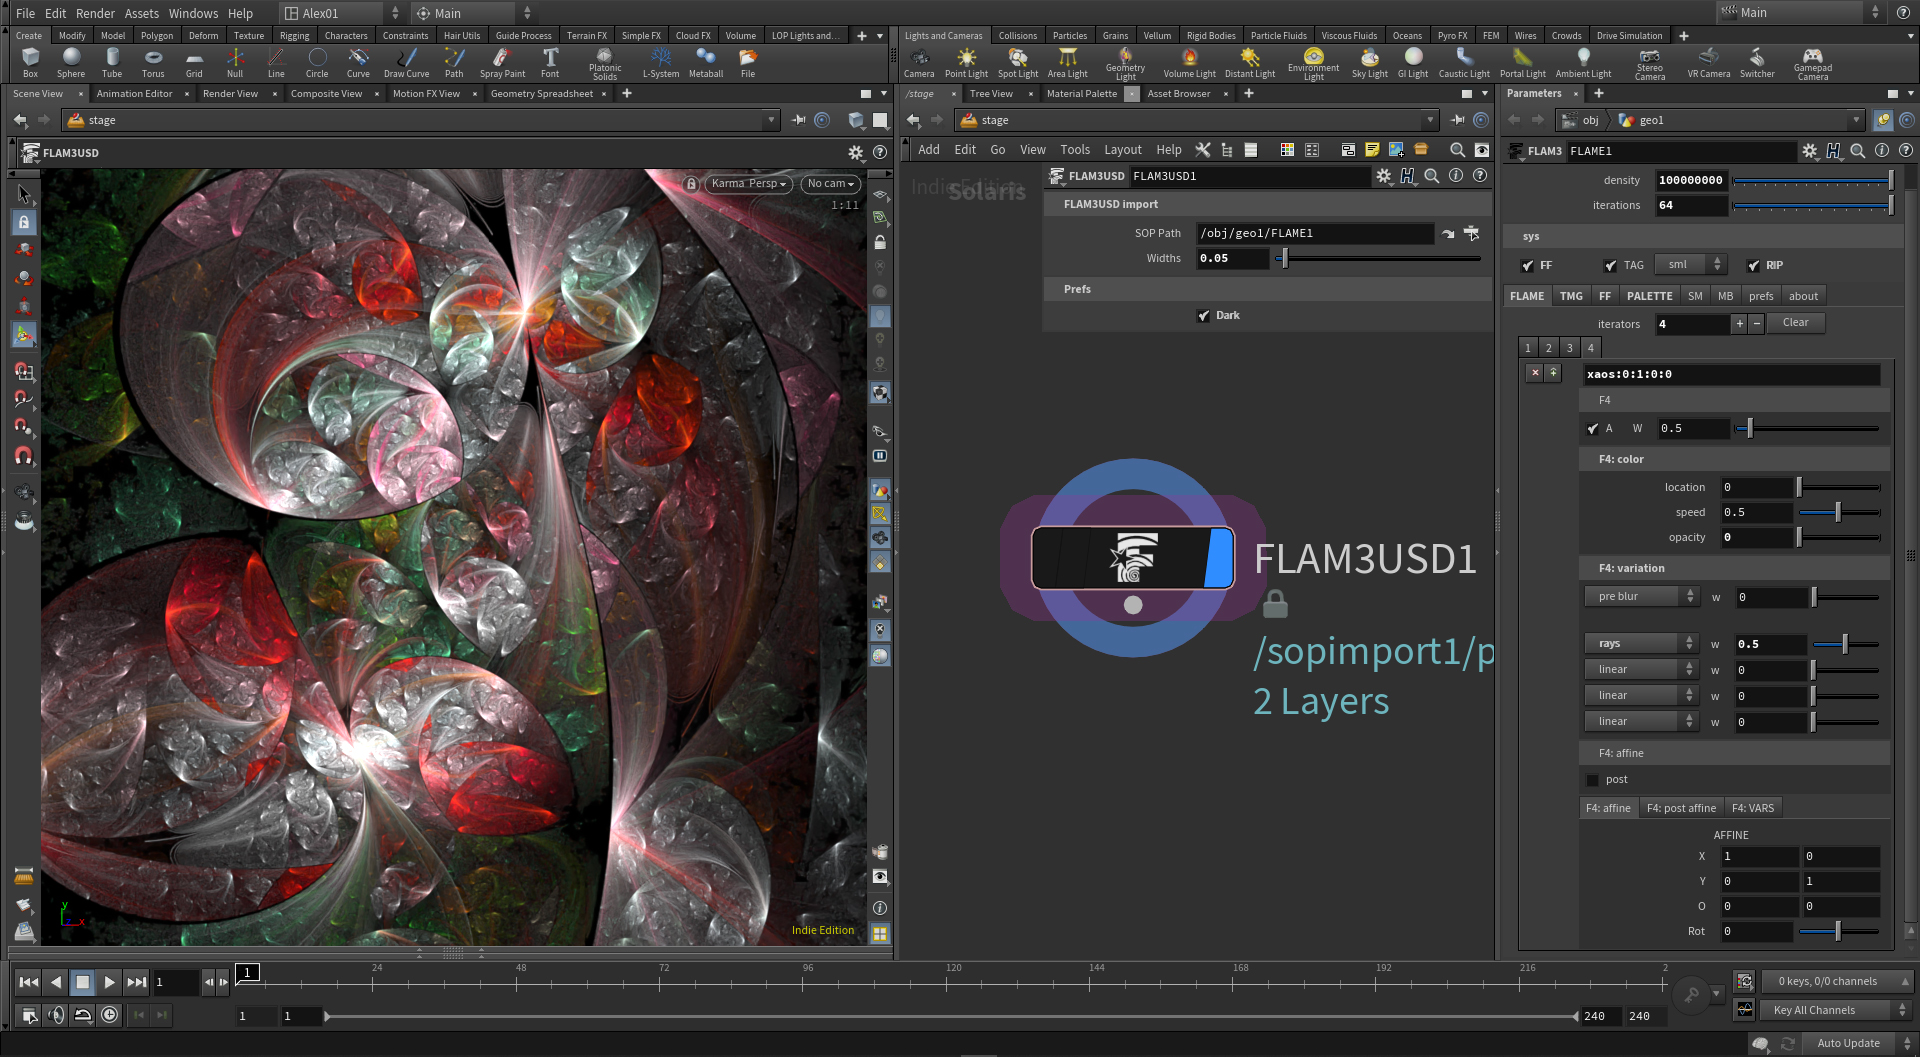 File Edit Render Assets Windows Help Alex01 Main Main
Create Modify Model Polygon Deform Texture Rigging Characters Constraints Hair Utils Guide Process Terrain FX Simple FX Cloud FX Volume LOP Lights and...
Lights and Cameras Collisions Particles Grains Vellum Rigid Bodies Particle Fluids Viscous Fluids Oceans Pyro FX FEM Wires Crowds Drive Simulation
Box Sphere Tube Torus Grid Null Line Circle Curve Draw Curve Path Spray Paint Font Platonic Solids L-System Metaball File
Camera Point Light Spot Light Area Light Geometry Light Volume Light Distant Light Environment Light Sky Light GI Light Caustic Light Portal Light Ambient Light Stereo Camera VR Camera Switcher Gamepad Camera
Scene View Animation Editor Render View Composite View Motion FX View Geometry Spreadsheet
/stage Tree View Material Palette Asset Browser
Parameters
stage
stage
obj geo1
FLAM3USD
Karma Persp No cam
1:11
Indie Edition
Add Edit Go View Tools Layout Help
Indie Edition
Solaris
FLAM3USD FLAM3USD1
FLAM3USD import
SOP Path /obj/geo1/FLAME1
Widths 0.05
Prefs
Dark
FLAM3USD1
/sopimport1/p
2 Layers
FLAM3 FLAME1
density 100000000
iterations 64
sys
FF TAG sml RIP
FLAME TMG FF PALETTE SM MB prefs about
iterators 4 + − Clear
1 2 3 4
xaos:0:1:0:0
F4
A W 0.5
F4: color
location 0
speed 0.5
opacity 0
F4: variation
pre blur w 0
rays w 0.5
linear w 0
linear w 0
linear w 0
F4: affine
post
F4: affine F4: post affine F4: VARS
AFFINE
X 1 0
Y 0 1
O 0 0
Rot 0
y
x
1 1 24 48 72 96 120 144 168 192 216 2
0 keys, 0/0 channels
1 1 240 240
Key All Channels
Auto Update